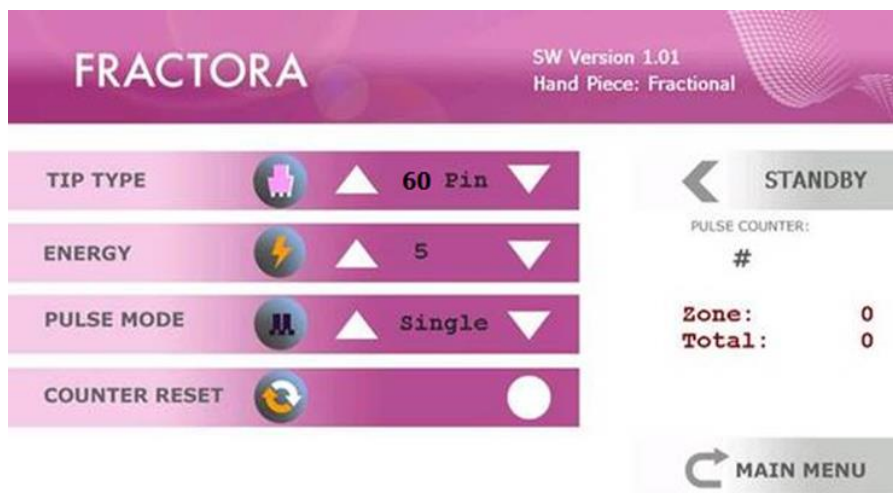 FRACTORA
SW Version 1.01
Hand Piece: Fractional
TIP TYPE 60 Pin
STANDBY
PULSE COUNTER:
#
ENERGY 5
PULSE MODE Single
Zone: 0
Total: 0
COUNTER RESET
MAIN MENU